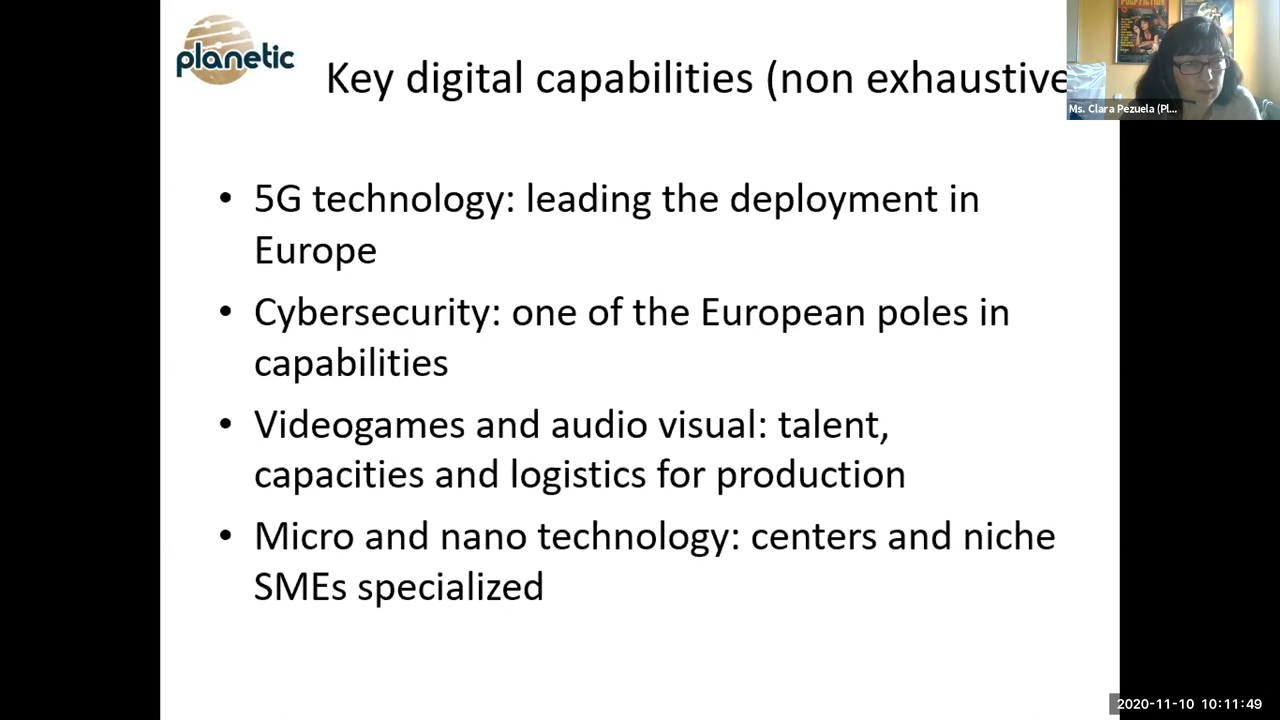 planetic
Key digital capabilities (non exhaustive
PULP FICTION
Ms. Clara Pezuela (Pl...
• 5G technology: leading the deployment in
Europe
• Cybersecurity: one of the European poles in
capabilities
• Videogames and audio visual: talent,
capacities and logistics for production
• Micro and nano technology: centers and niche
SMEs specialized
2020-11-10 10:11:49